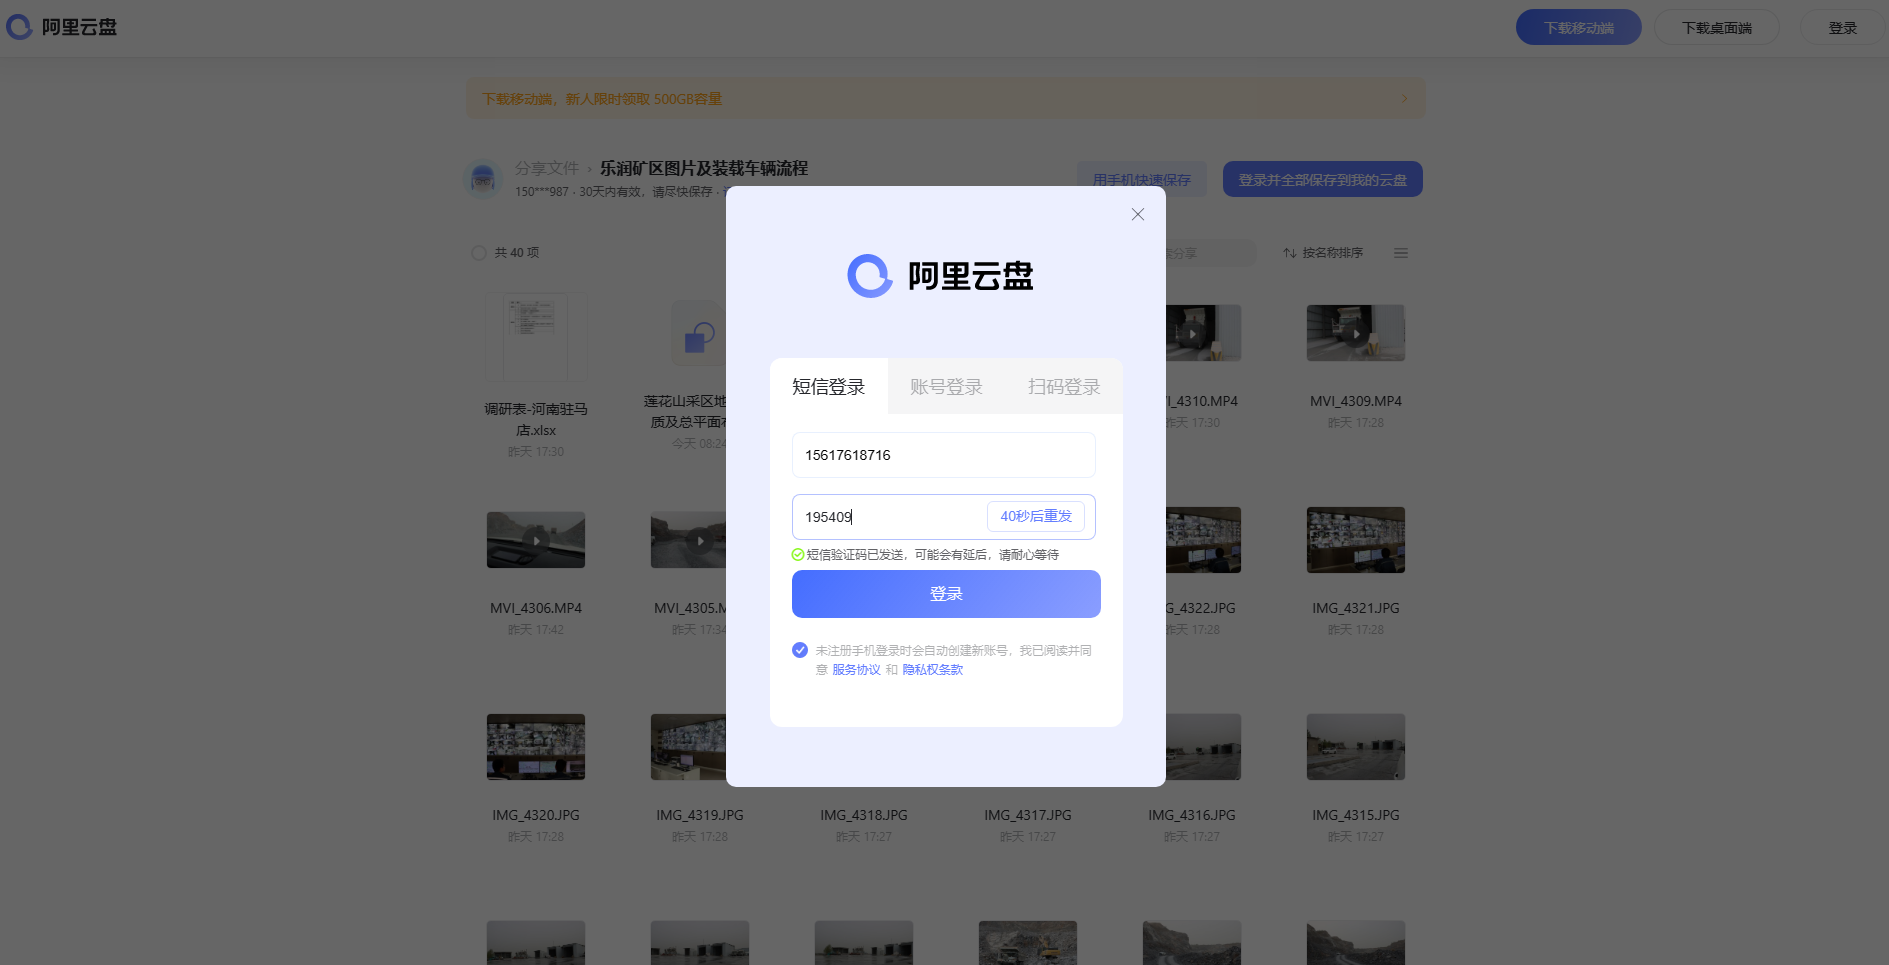 阿里云盘
下载移动端
下载桌面端
登录
下载移动端，新人限时领取 500GB容量
分享文件 › 乐润矿区图片及装载车辆流程
150***987 · 30天内有效，请尽快保存 ·
用手机快速保存
登录并全部保存到我的云盘
共 40 项
分享
按名称排序
阿里云盘
短信登录
账号登录
扫码登录
15617618716
195409
40秒后重发
短信验证码已发送，可能会有延后，请耐心等待
登录
未注册手机登录时会自动创建新账号，我已阅读并同
意 服务协议 和 隐私权条款
调研表-河南驻马
店.xlsx
昨天 17:30
莲花山采区地
质及总平面
今天 08:24
I_4310.MP4
昨天 17:30
MVI_4309.MP4
昨天 17:28
MVI_4306.MP4
昨天 17:42
MVI_4305.M
昨天 17:34
G_4322.JPG
昨天 17:28
IMG_4321.JPG
昨天 17:28
IMG_4320.JPG
昨天 17:28
IMG_4319.JPG
昨天 17:28
IMG_4318.JPG
昨天 17:27
IMG_4317.JPG
昨天 17:27
IMG_4316.JPG
昨天 17:27
IMG_4315.JPG
昨天 17:27